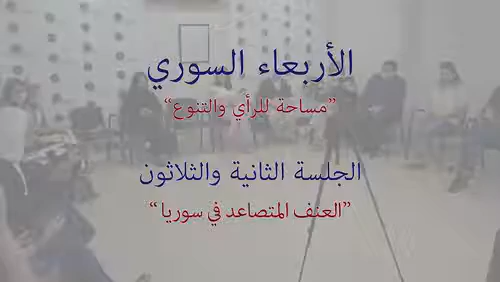 الأربعاء السوري
”مساحة للرأي والتنوع“
الجلسة الثانية والثلاثون
”العنف المتصاعد في سوريا“